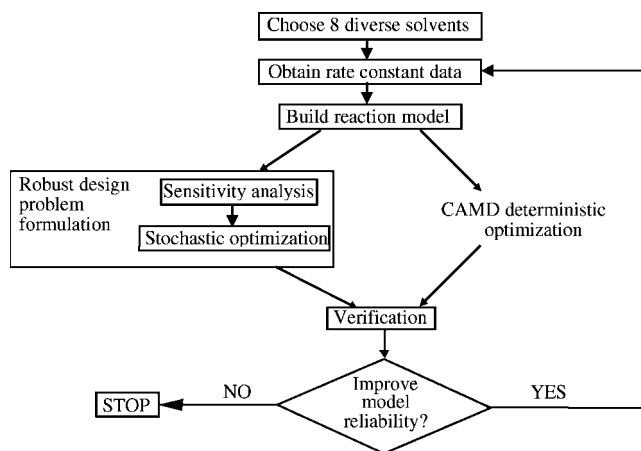 Choose 8 diverse solvents
Obtain rate constant data
Build reaction model
Robust design
problem
formulation
Sensitivity analysis
Stochastic optimization
CAMD deterministic
optimization
Verification
Improve
model
reliability?
NO
YES
STOP